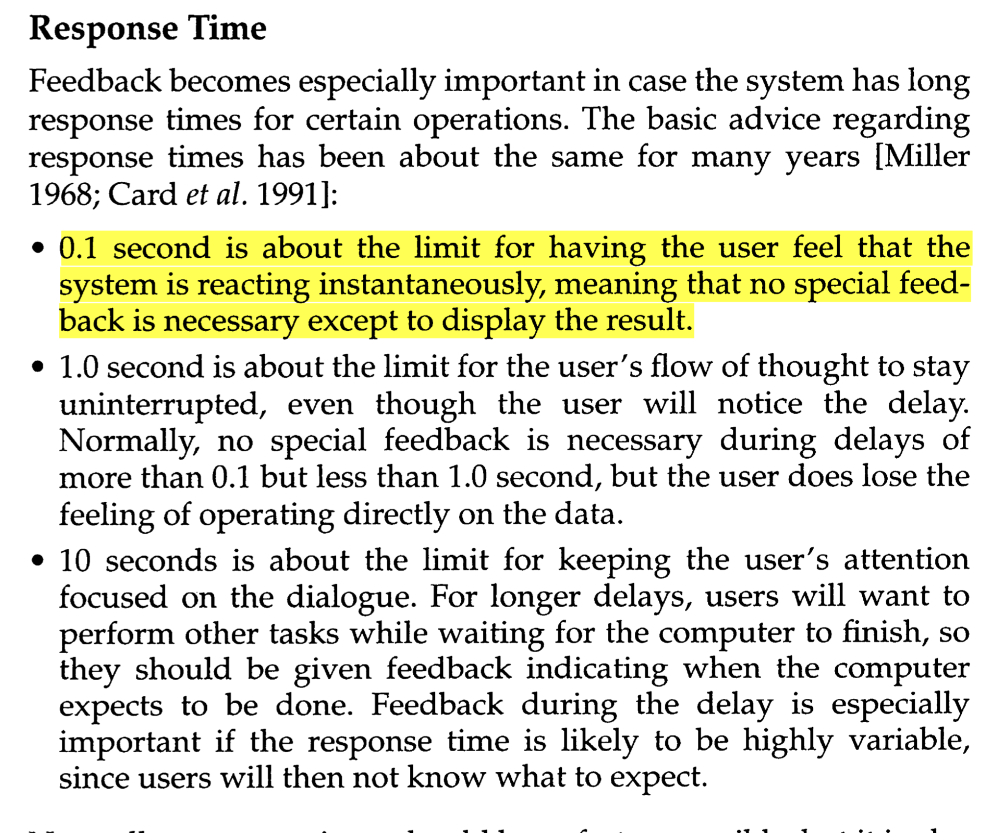 Response Time
Feedback becomes especially important in case the system has long
response times for certain operations. The basic advice regarding
response times has been about the same for many years [Miller
1968; Card et al. 1991]:
• 0.1 second is about the limit for having the user feel that the
system is reacting instantaneously, meaning that no special feed-
back is necessary except to display the result.
• 1.0 second is about the limit for the user's flow of thought to stay
uninterrupted, even though the user will notice the delay.
Normally, no special feedback is necessary during delays of
more than 0.1 but less than 1.0 second, but the user does lose the
feeling of operating directly on the data.
• 10 seconds is about the limit for keeping the user's attention
focused on the dialogue. For longer delays, users will want to
perform other tasks while waiting for the computer to finish, so
they should be given feedback indicating when the computer
expects to be done. Feedback during the delay is especially
important if the response time is likely to be highly variable,
since users will then not know what to expect.